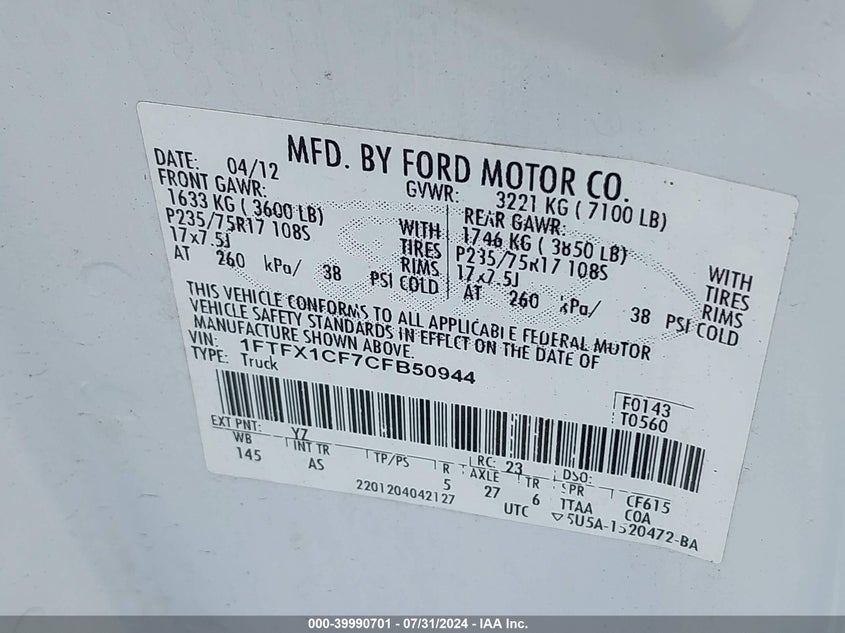 MFD. BY FORD MOTOR CO.
DATE: 04/12 GVWR: 3221 KG ( 7100 LB)
FRONT GAWR: REAR GAWR:
1633 KG ( 3600 LB) WITH 1746 KG ( 3850 LB) WITH
P235/75R17 108S TIRES P235/75R17 108S TIRES
17x7.5J RIMS 17x7.5J RIMS
AT 260 kPa/ 38 PSI COLD AT 260 kPa/ 38 PSI COLD
THIS VEHICLE CONFORMS TO ALL APPLICABLE FEDERAL MOTOR
VEHICLE SAFETY STANDARDS IN EFFECT ON THE DATE OF
MANUFACTURE SHOWN ABOVE.
VIN: 1FTFX1CF7CFB50944
TYPE: Truck
F0143
T0560
EXT PNT: YZ LRC: 23 DSO:
WB INT TR TP/PS R AXLE TR SPR CF615
145 AS 5 27 6 TTAA COA
2201204042127 UTC ▽5U5A-1520472-BA
000-39990701 / 07/31/2024 - IAA Inc.